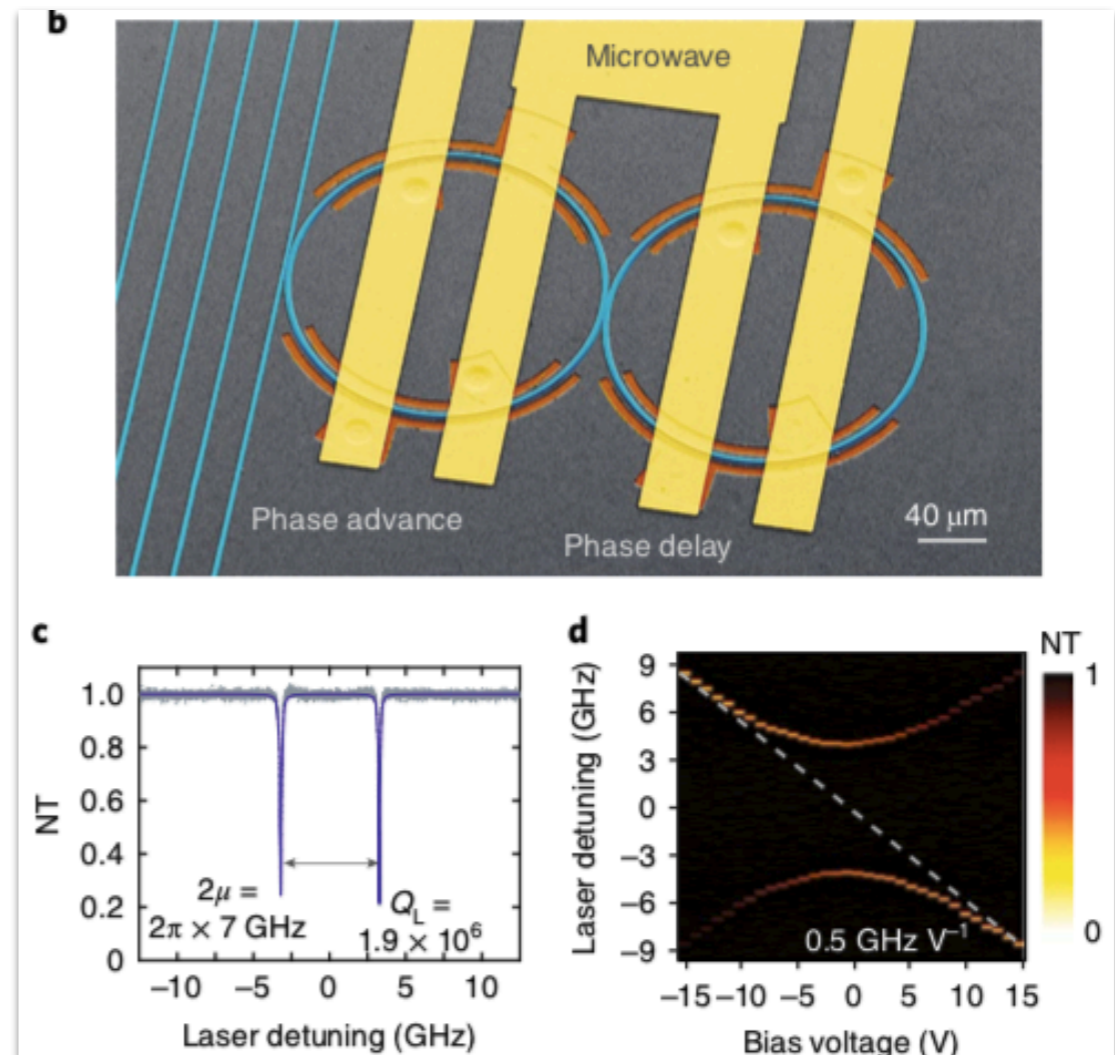 b
Microwave
Phase advance
Phase delay
40 μm
c
NT
1.0
0.8
0.6
0.4
0.2
0
2μ =
2π × 7 GHz
Q_L =
1.9 × 10⁶
−10 −5 0 5 10
Laser detuning (GHz)
d
NT
1
0
Laser detuning (GHz)
9
6
3
0
−3
−6
−9
0.5 GHz V⁻¹
−15 −10 −5 0 5 10 15
Bias voltage (V)